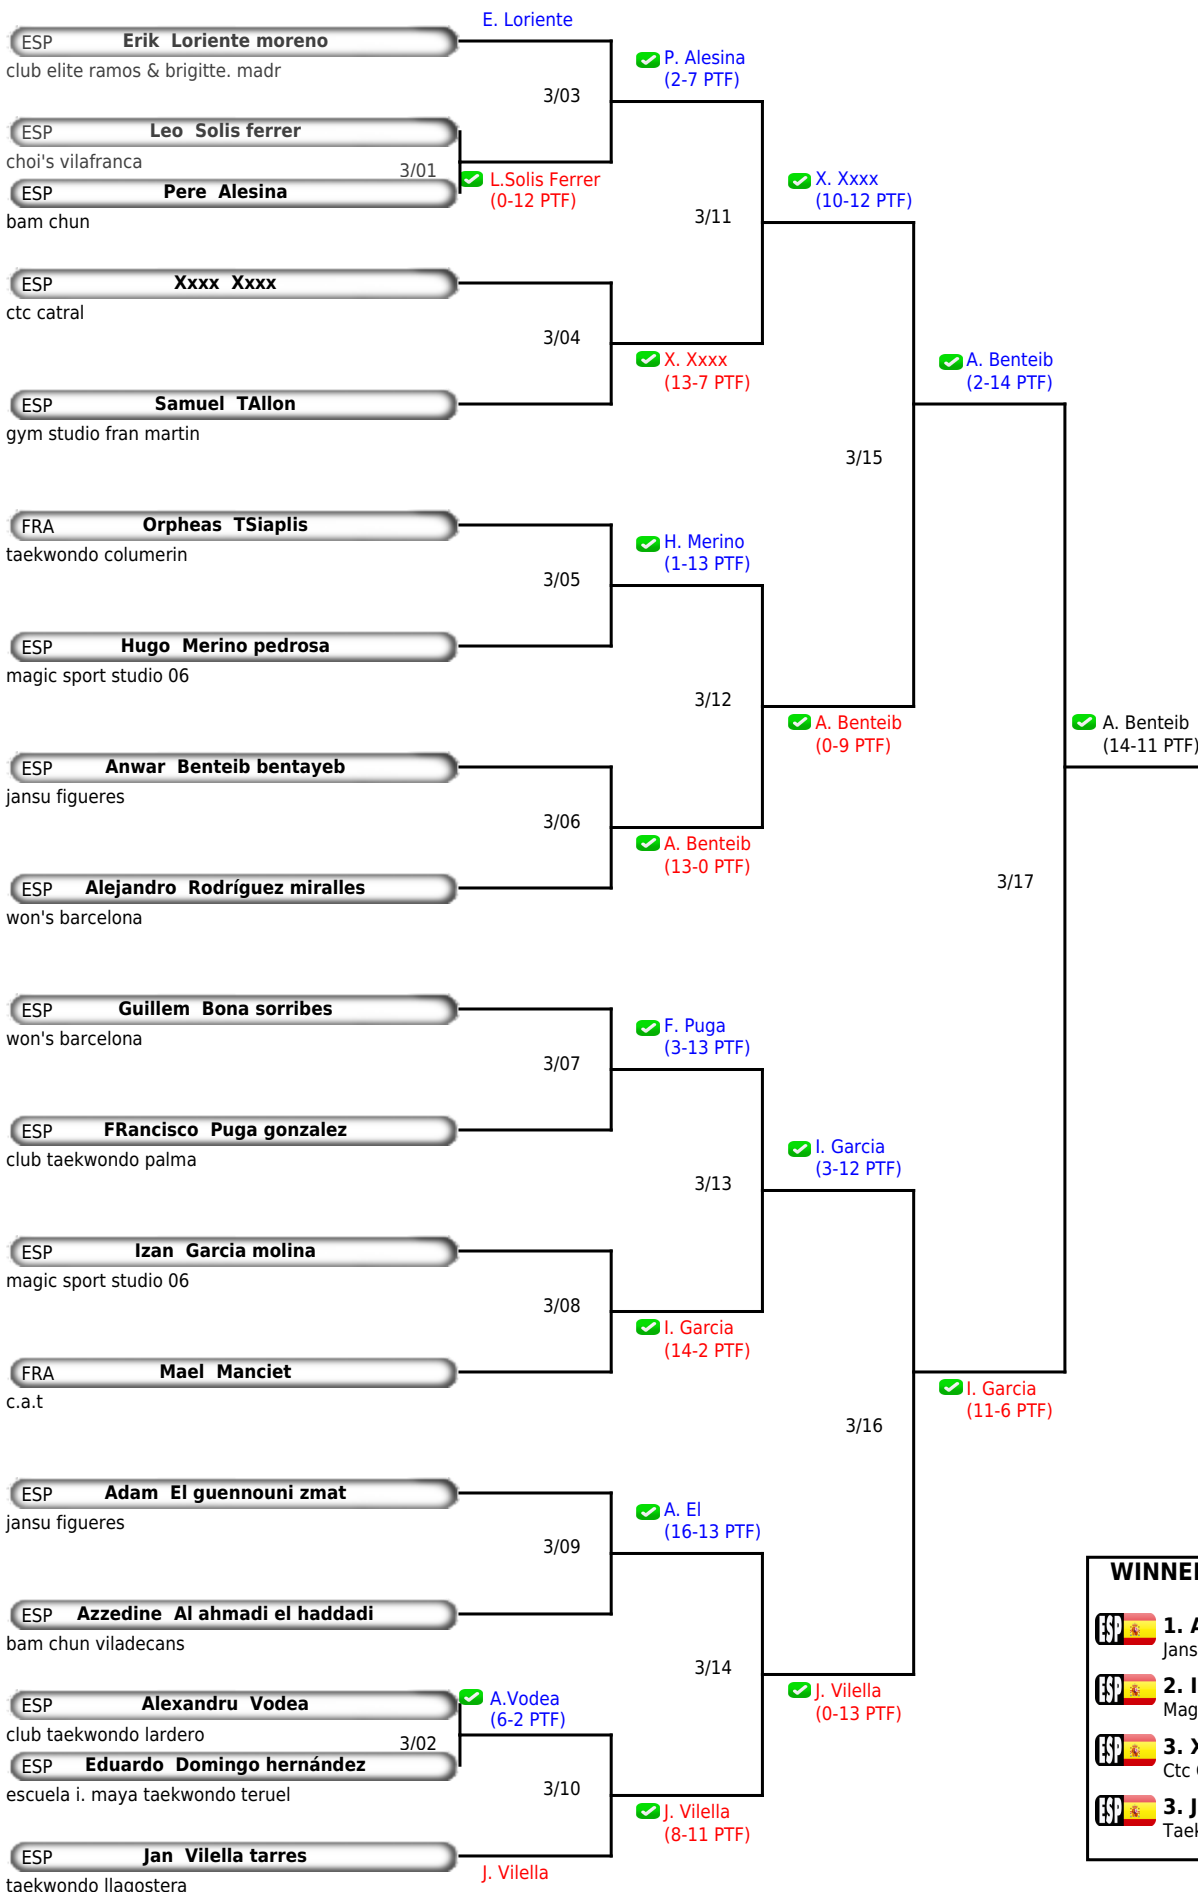 E. Loriente
ESP Erik Loriente moreno
club elite ramos & brigitte. madr
P. Alesina
(2-7 PTF)
3/03
ESP Leo Solis ferrer
choi's vilafranca
3/01
L.Solis Ferrer
(0-12 PTF)
ESP Pere Alesina
bam chun
X. Xxxx
(10-12 PTF)
3/11
ESP Xxxx Xxxx
ctc catral
3/04
X. Xxxx
(13-7 PTF)
A. Benteib
(2-14 PTF)
ESP Samuel TAllon
gym studio fran martin
3/15
FRA Orpheas TSiaplis
taekwondo columerin
H. Merino
(1-13 PTF)
3/05
ESP Hugo Merino pedrosa
magic sport studio 06
3/12
A. Benteib
(0-9 PTF)
A. Benteib
(14-11 PTF)
ESP Anwar Benteib bentayeb
jansu figueres
3/06
A. Benteib
(13-0 PTF)
ESP Alejandro Rodríguez miralles
won's barcelona
3/17
ESP Guillem Bona sorribes
won's barcelona
F. Puga
(3-13 PTF)
3/07
ESP FRancisco Puga gonzalez
club taekwondo palma
I. Garcia
(3-12 PTF)
3/13
ESP Izan Garcia molina
magic sport studio 06
3/08
I. Garcia
(14-2 PTF)
FRA Mael Manciet
c.a.t
I. Garcia
(11-6 PTF)
3/16
ESP Adam El guennouni zmat
jansu figueres
A. El
(16-13 PTF)
3/09
ESP Azzedine Al ahmadi el haddadi
bam chun viladecans
3/14
J. Vilella
(0-13 PTF)
ESP Alexandru Vodea
club taekwondo lardero
A.Vodea
(6-2 PTF)
3/02
ESP Eduardo Domingo hernández
escuela i. maya taekwondo teruel
3/10
J. Vilella
(8-11 PTF)
ESP Jan Vilella tarres
taekwondo llagostera
J. Vilella
WINNE
ESP 1. A
Jans
ESP 2. I
Mag
ESP 3. X
Ctc
ESP 3. J
Taek